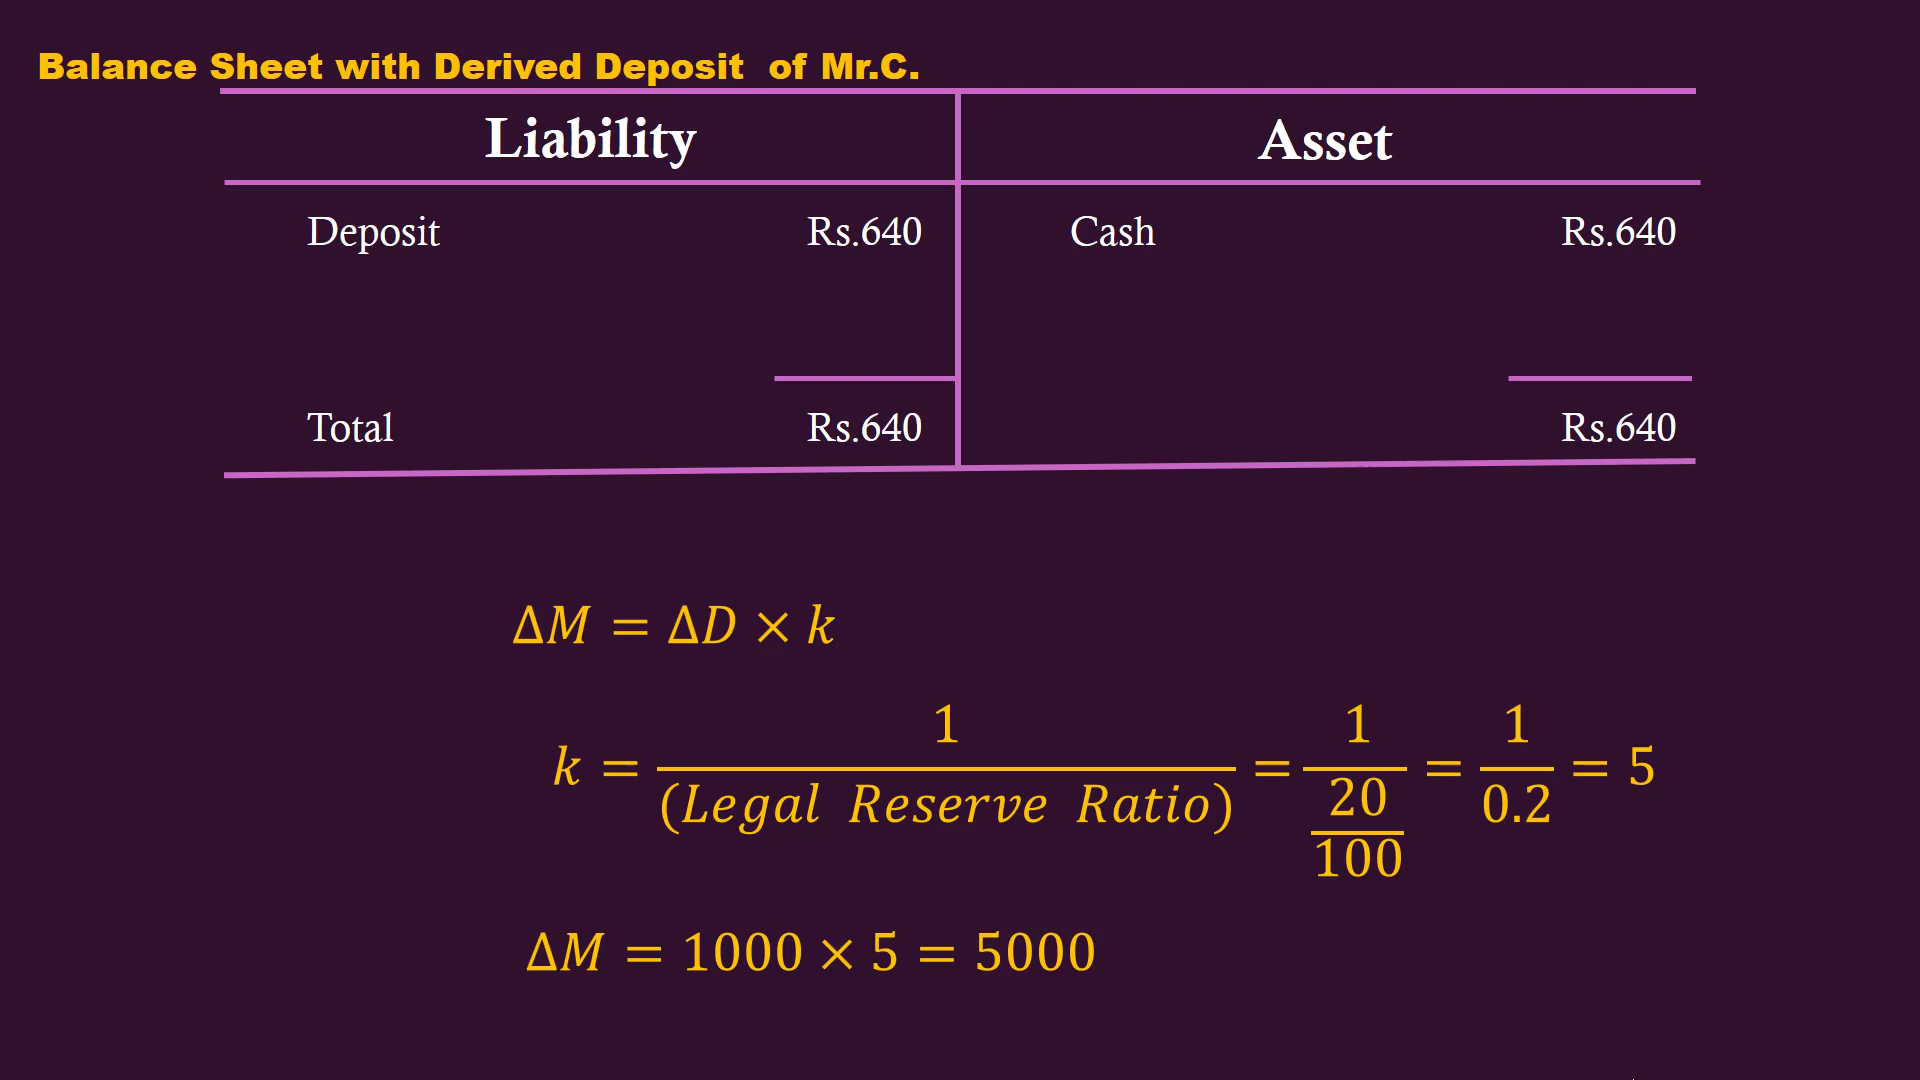 Balance Sheet with Derived Deposit of Mr.C.
Liability Asset
Deposit Rs.640 Cash Rs.640
Total Rs.640 Rs.640
ΔM = ΔD × k
k = 1/(Legal Reserve Ratio) = 1/(20/100) = 1/0.2 = 5
ΔM = 1000 × 5 = 5000